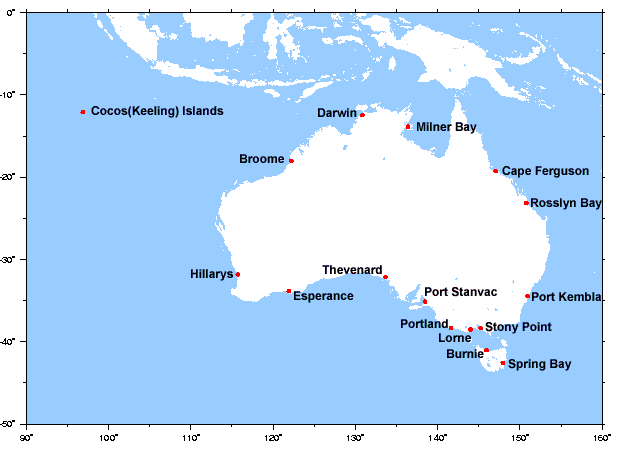 0°
-10°
Cocos(Keeling) Islands
Darwin
Milner Bay
Broome
Cape Ferguson
-20°
Rosslyn Bay
Hillarys
Thevenard
-30°
Esperance
Port Stanvac
Port Kembla
Portland
Stony Point
Lorne
-40°
Burnie
Spring Bay
-50°
90° 100° 110° 120° 130° 140° 150° 160°